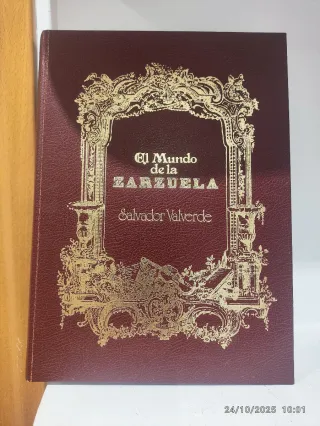 El Mundo
de la
ZARZUELA
Salvador Valverde
24/10/2025 10:01